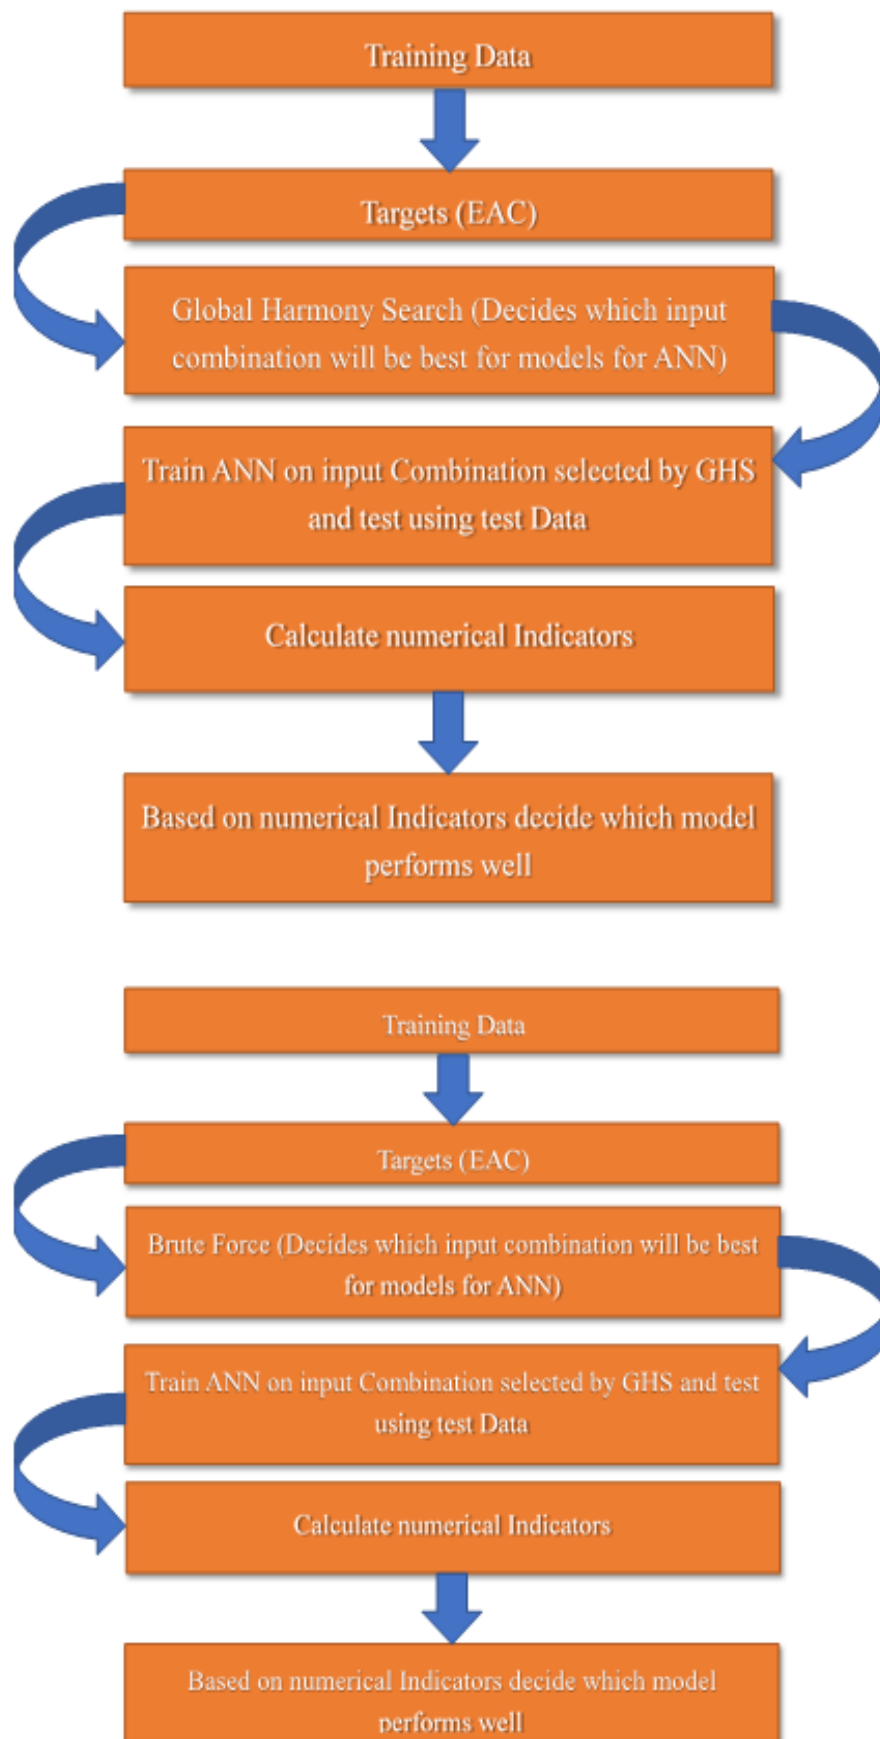 Training Data
Targets (EAC)
Global Harmony Search (Decides which input
combination will be best for models for ANN)
Train ANN on input Combination selected by GHS
and test using test Data
Calculate numerical Indicators
Based on numerical Indicators decide which model
performs well
Training Data
Targets (EAC)
Brute Force (Decides which input combination will be best
for models for ANN)
Train ANN on input Combination selected by GHS and test
using test Data
Calculate numerical Indicators
Based on numerical Indicators decide which model
performs well